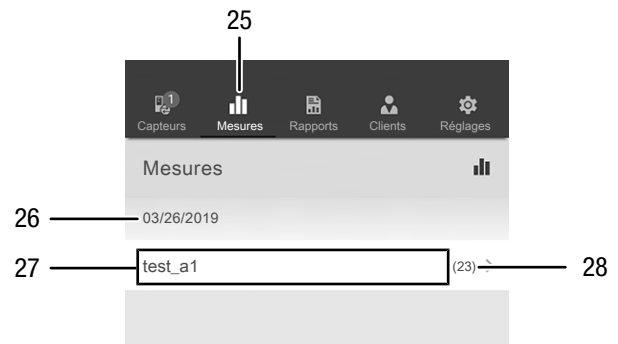 25
1
Capteurs Mesures Rapports Clients Réglages
Mesures
26 03/26/2019
27 test_a1 (23) 28